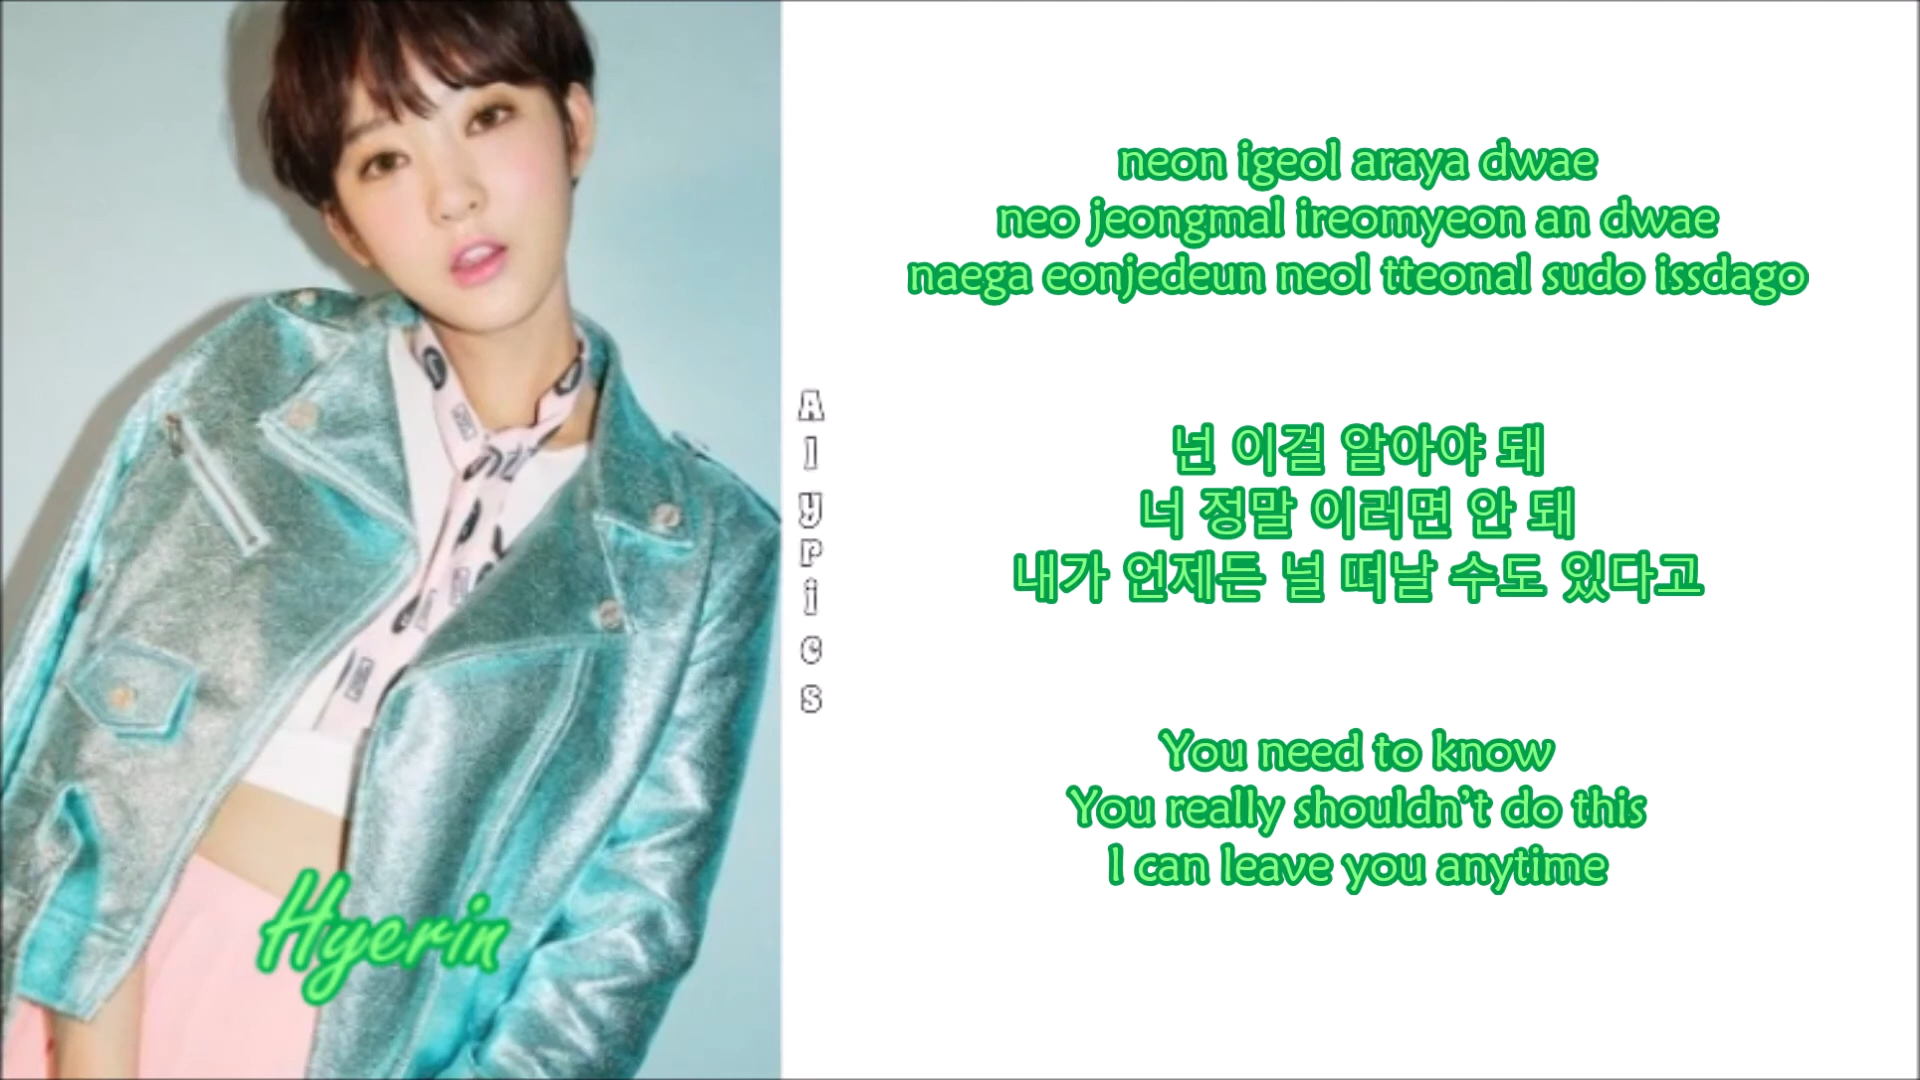 neon igeol araya dwae
neo jeongmal ireomyeon an dwae
naega eonjedeun neol tteonal sudo issdago
넌 이걸 알아야 돼
너 정말 이러면 안 돼
내가 언제든 널 떠날 수도 있다고
You need to know
You really shouldn't do this
I can leave you anytime
Alypics
Hyerin